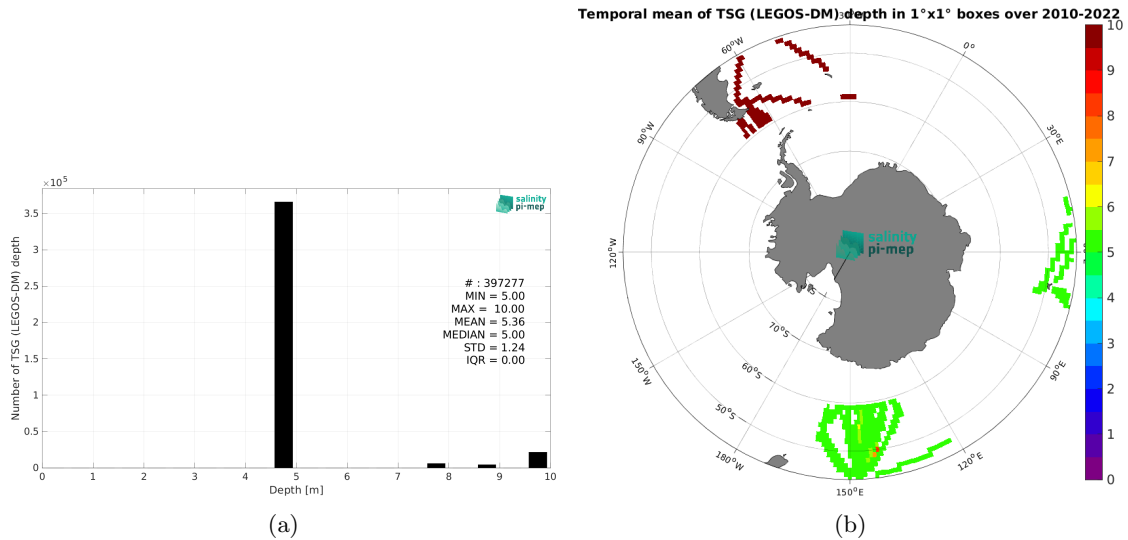 ×10^5
3.5
3
2.5
2
1.5
1
0.5
0
Number of TSG (LEGOS-DM) depth
salinity
pi-mep
# : 397277
MIN = 5.00
MAX = 10.00
MEAN = 5.36
MEDIAN = 5.00
STD = 1.24
IQR = 0.00
0 1 2 3 4 5 6 7 8 9 10
Depth [m]
(a)
Temporal mean of TSG (LEGOS-DM) depth in 1°x1° boxes over 2010-2022
60°W
0°
90°W
30°E
120°W
salinity
pi-mep
70°S
60°S
50°S
150°W
90°E
180°W
120°E
150°E
10
9
8
7
6
5
4
3
2
1
0
(b)